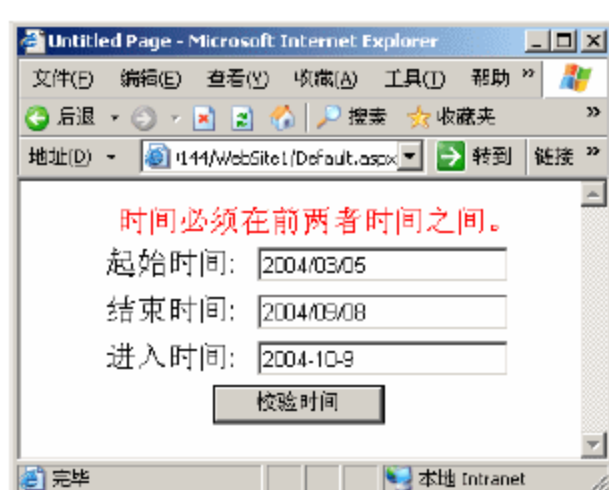 Untitled Page - Microsoft Internet Explorer
文件(F) 编辑(E) 查看(V) 收藏(A) 工具(T) 帮助 »
后退 搜索 收藏夹 »
地址(D) 144/WebSite1/Default.aspx 转到 链接 »
时间必须在前两者时间之间。
起始时间: 2004/03/05
结束时间: 2004/09/08
进入时间: 2004-10-9
校验时间
完毕 本地 Intranet